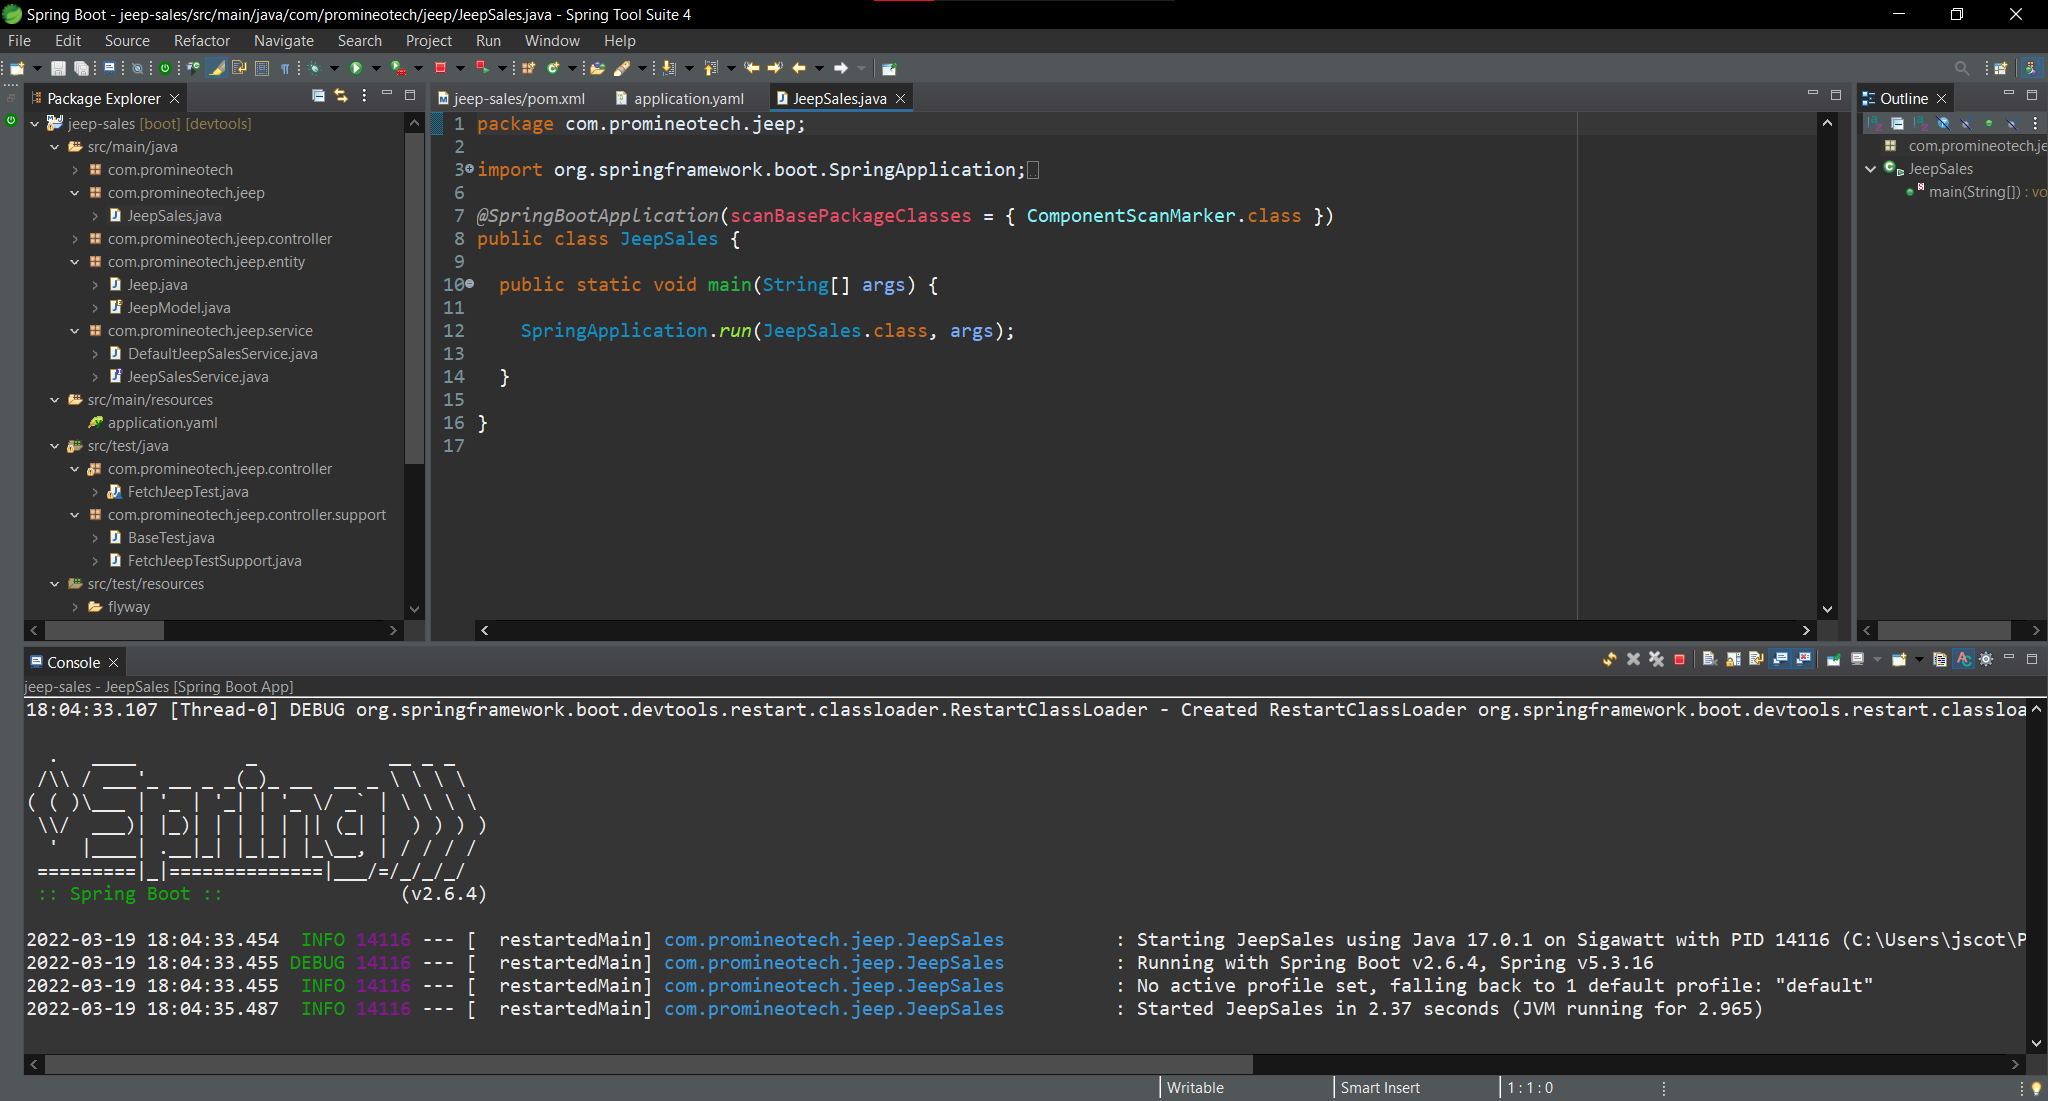 Spring Boot - jeep-sales/src/main/java/com/promineotech/jeep/JeepSales.java - Spring Tool Suite 4
File Edit Source Refactor Navigate Search Project Run Window Help
Package Explorer
jeep-sales [boot] [devtools]
src/main/java
com.promineotech
com.promineotech.jeep
JeepSales.java
com.promineotech.jeep.controller
com.promineotech.jeep.entity
Jeep.java
JeepModel.java
com.promineotech.jeep.service
DefaultJeepSalesService.java
JeepSalesService.java
src/main/resources
application.yaml
src/test/java
com.promineotech.jeep.controller
FetchJeepTest.java
com.promineotech.jeep.controller.support
BaseTest.java
FetchJeepTestSupport.java
src/test/resources
flyway
jeep-sales/pom.xml application.yaml JeepSales.java
1 package com.promineotech.jeep;
2
3 import org.springframework.boot.SpringApplication;
6
7 @SpringBootApplication(scanBasePackageClasses = { ComponentScanMarker.class })
8 public class JeepSales {
9
10 public static void main(String[] args) {
11
12 SpringApplication.run(JeepSales.class, args);
13
14 }
15
16 }
17
Outline
com.promineotech.je
JeepSales
main(String[]) : vo
Console
jeep-sales - JeepSales [Spring Boot App]
18:04:33.107 [Thread-0] DEBUG org.springframework.boot.devtools.restart.classloader.RestartClassLoader - Created RestartClassLoader org.springframework.boot.devtools.restart.classloa
Spring
:: Spring Boot :: (v2.6.4)
2022-03-19 18:04:33.454 INFO 14116 --- [ restartedMain] com.promineotech.jeep.JeepSales : Starting JeepSales using Java 17.0.1 on Sigawatt with PID 14116 (C:\Users\jscot\P
2022-03-19 18:04:33.455 DEBUG 14116 --- [ restartedMain] com.promineotech.jeep.JeepSales : Running with Spring Boot v2.6.4, Spring v5.3.16
2022-03-19 18:04:33.455 INFO 14116 --- [ restartedMain] com.promineotech.jeep.JeepSales : No active profile set, falling back to 1 default profile: "default"
2022-03-19 18:04:35.487 INFO 14116 --- [ restartedMain] com.promineotech.jeep.JeepSales : Started JeepSales in 2.37 seconds (JVM running for 2.965)
Writable Smart Insert 1 : 1 : 0